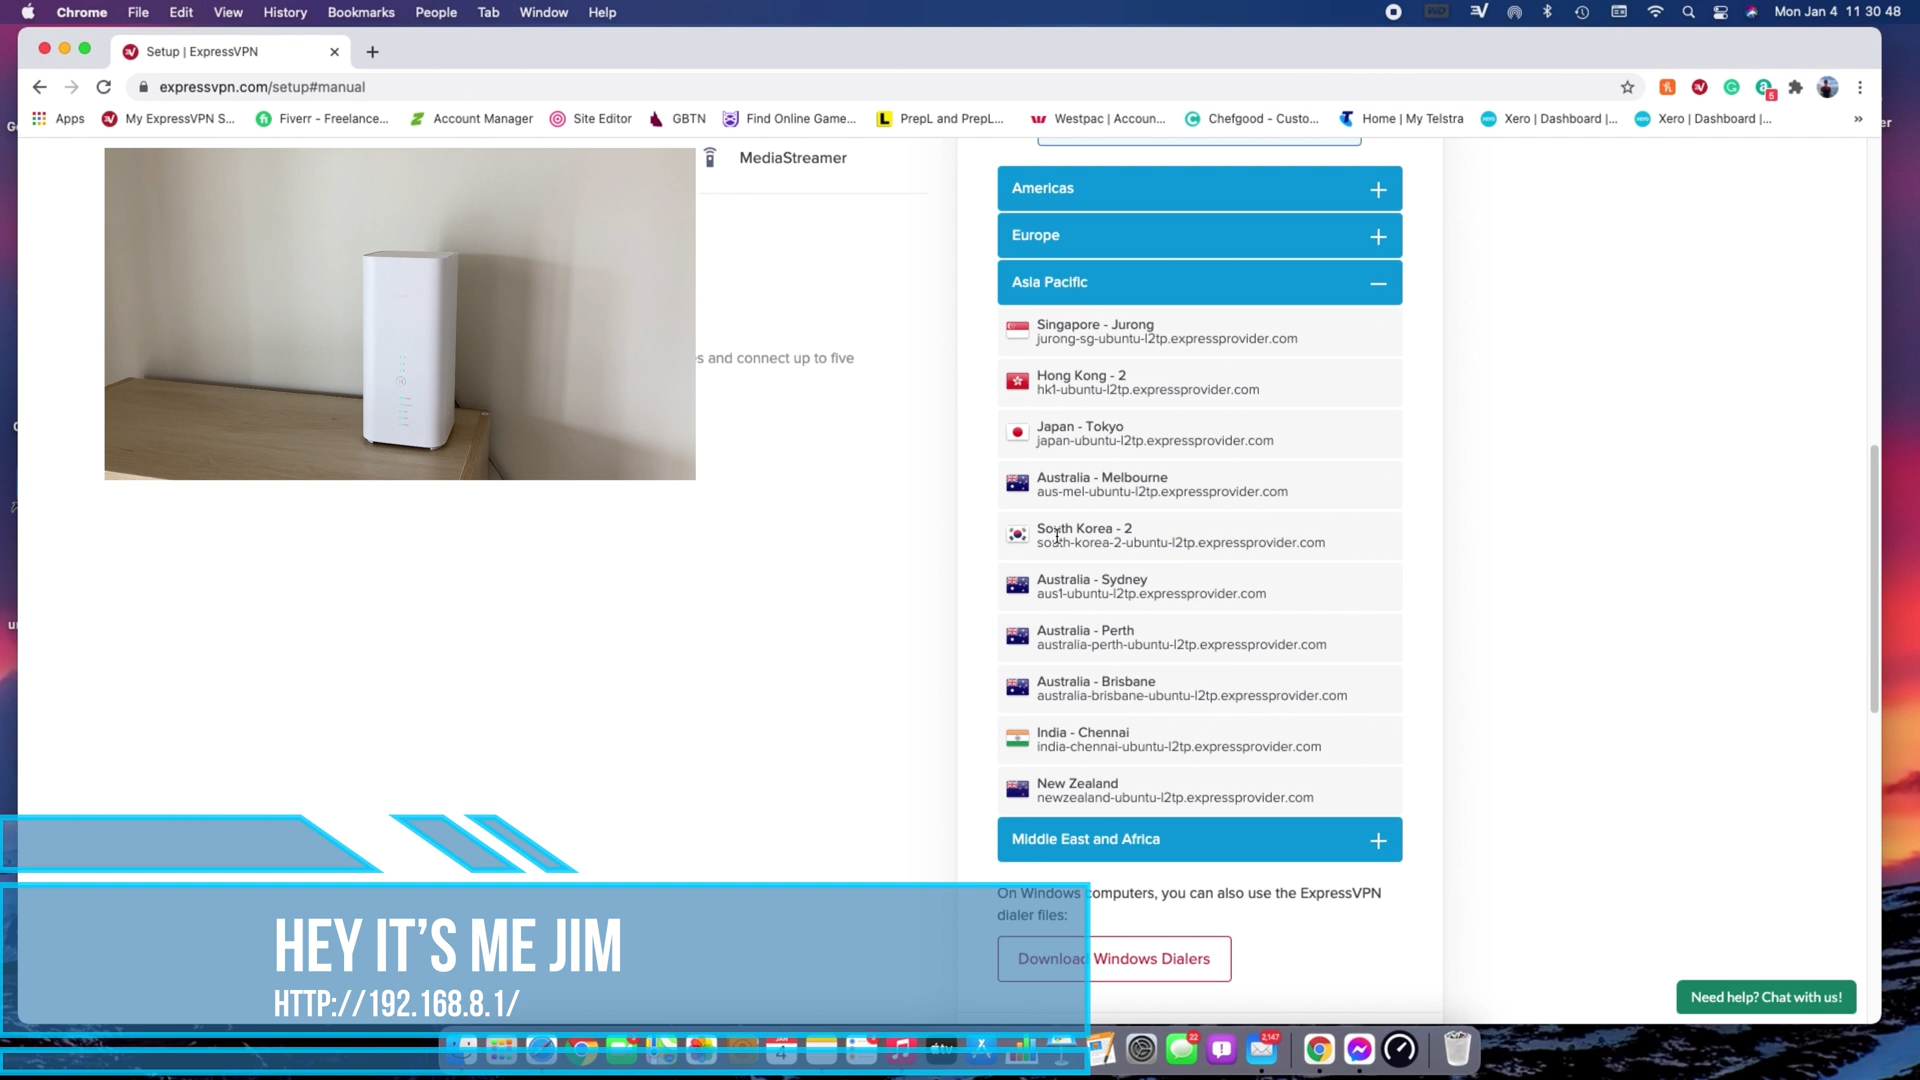 Chrome File Edit View History Bookmarks People Tab Window Help Mon Jan 4 11 30 48
Setup | ExpressVPN
expressvpn.com/setup#manual
5
Apps My ExpressVPN S... Fiverr - Freelance... Account Manager Site Editor GBTN Find Online Game... PrepL and PrepL... Westpac | Accoun... Chefgood - Custo... Home | My Telstra Xero | Dashboard |... Xero | Dashboard |...
MediaStreamer
s and connect up to five
Americas
Europe
Asia Pacific
Singapore - Jurong
jurong-sg-ubuntu-l2tp.expressprovider.com
Hong Kong - 2
hk1-ubuntu-l2tp.expressprovider.com
Japan - Tokyo
japan-ubuntu-l2tp.expressprovider.com
Australia - Melbourne
aus-mel-ubuntu-l2tp.expressprovider.com
South Korea - 2
south-korea-2-ubuntu-l2tp.expressprovider.com
Australia - Sydney
aus1-ubuntu-l2tp.expressprovider.com
Australia - Perth
australia-perth-ubuntu-l2tp.expressprovider.com
Australia - Brisbane
australia-brisbane-ubuntu-l2tp.expressprovider.com
India - Chennai
india-chennai-ubuntu-l2tp.expressprovider.com
New Zealand
newzealand-ubuntu-l2tp.expressprovider.com
Middle East and Africa
On Windows computers, you can also use the ExpressVPN
dialer files:
Download Windows Dialers
Need help? Chat with us!
HEY IT'S ME JIM
HTTP://192.168.8.1/
JAN
4
tv
22
2,147